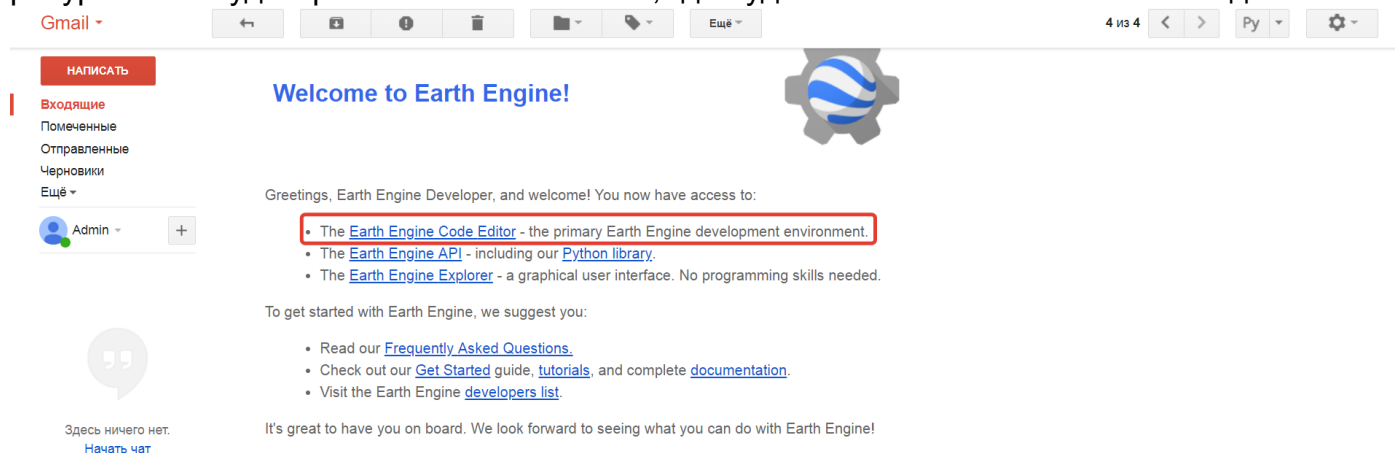 Gmail
Ещё
4 из 4
Ру
НАПИСАТЬ
Входящие
Помеченные
Отправленные
Черновики
Ещё
Admin
+
Здесь ничего нет.
Начать чат
Welcome to Earth Engine!
Greetings, Earth Engine Developer, and welcome! You now have access to:
• The Earth Engine Code Editor - the primary Earth Engine development environment.
• The Earth Engine API - including our Python library.
• The Earth Engine Explorer - a graphical user interface. No programming skills needed.
To get started with Earth Engine, we suggest you:
• Read our Frequently Asked Questions.
• Check out our Get Started guide, tutorials, and complete documentation.
• Visit the Earth Engine developers list.
It's great to have you on board. We look forward to seeing what you can do with Earth Engine!